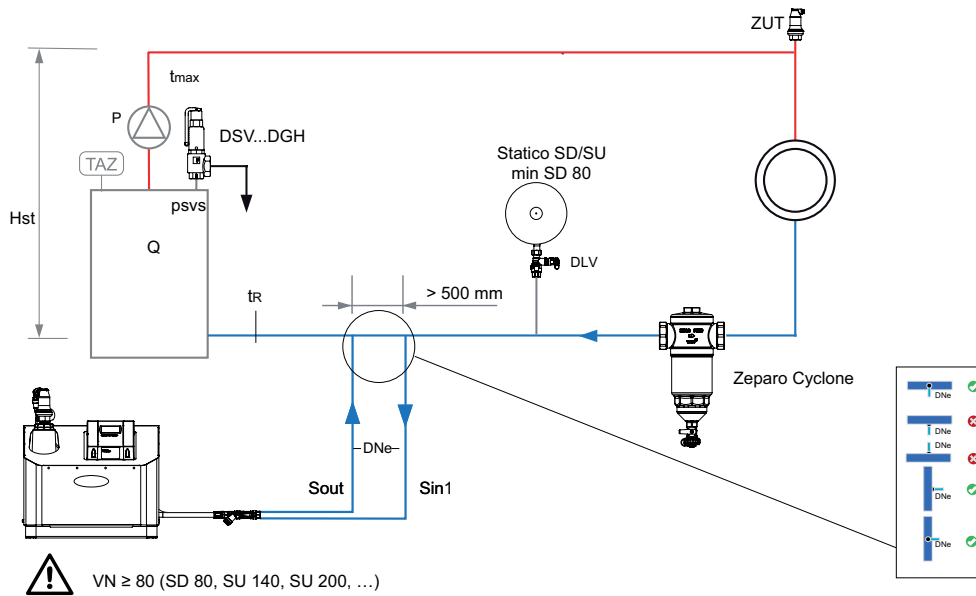 ZUT
tmax
P
DSV...DGH
TAZ
Statico SD/SU
min SD 80
psvs
Hst
Q
DLV
> 500 mm
tR
Zeparo Cyclone
DNe
DNe
DNe
DNe
DNe
DNe
Sout
Sin1
VN ≥ 80 (SD 80, SU 140, SU 200, …)